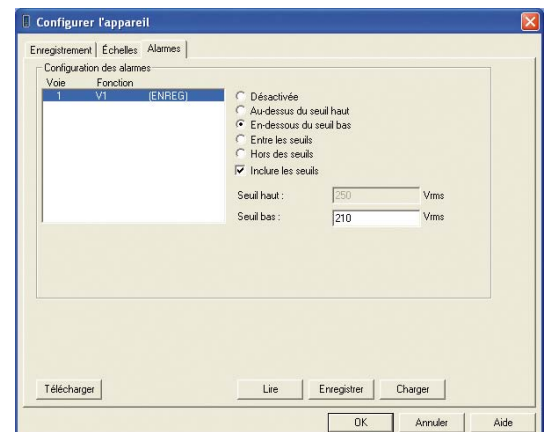 Configurer l'appareil
Enregistrement Échelles Alarmes
Configuration des alarmes
Voie Fonction
1 V1 (ENREG)
Désactivée
Au-dessus du seuil haut
En-dessous du seuil bas
Entre les seuils
Hors des seuils
Inclure les seuils
Seuil haut : 250 Vrms
Seuil bas : 210 Vrms
Télécharger Lire Enregistrer Charger
OK Annuler Aide